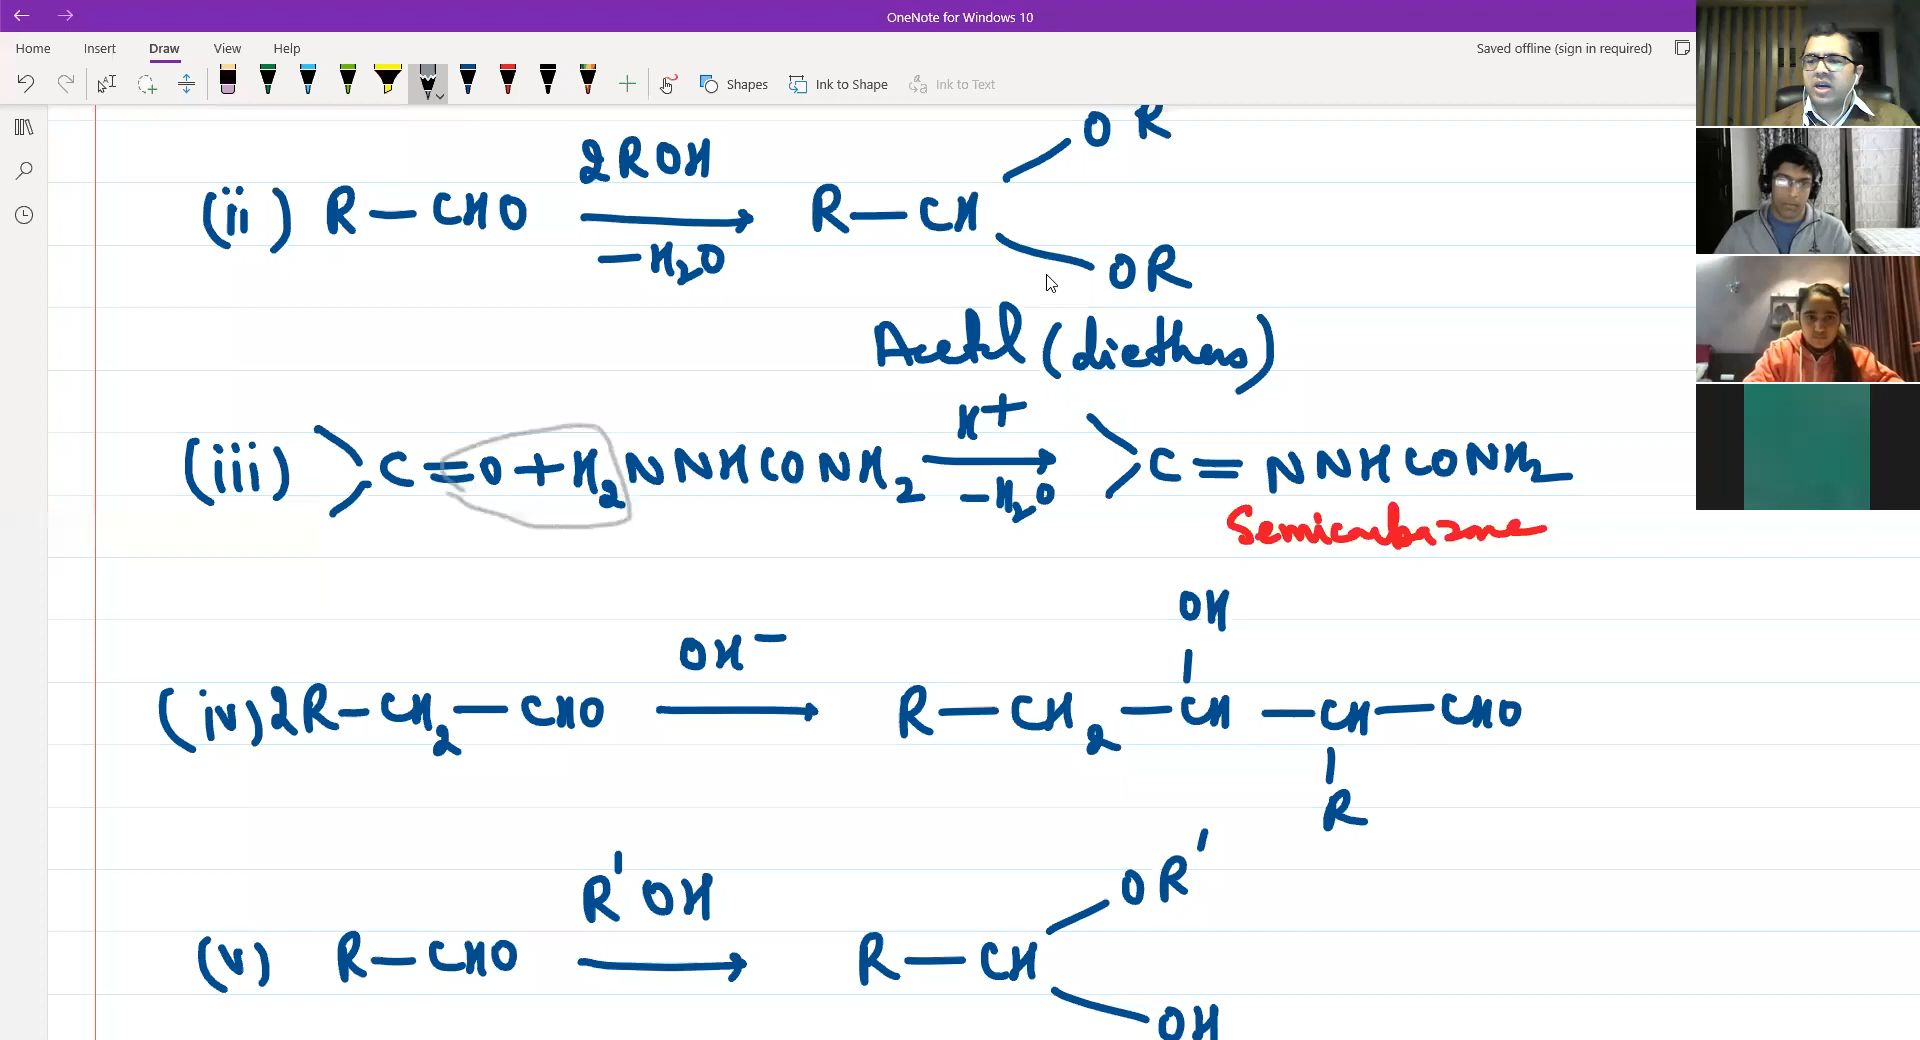 OneNote for Windows 10
Home Insert Draw View Help Saved offline (sign in required)
Shapes Ink to Shape Ink to Text
(ii) R—CHO 2ROH —H₂O R—CH OR OR
Acetal (diethers)
(iii) >C=O+H₂NNHCONH₂ H+ —H₂O >C=NNHCONH₂
Semicarbazone
(iv) 2R—CH₂—CHO OH⁻ R—CH₂—CH(OH)—CH(R)—CHO
(v) R—CHO R'OH R—CH OR' OH